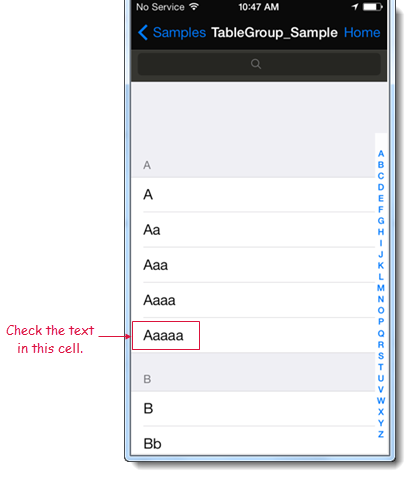 No Service 10:47 AM
Samples TableGroup_Sample Home
A
A
Aa
Aaa
Aaaa
Check the text
in this cell.
Aaaaa
B
B
Bb
A
B
C
D
E
F
G
H
I
J
K
L
M
N
O
P
Q
R
S
T
U
V
W
X
Y
Z